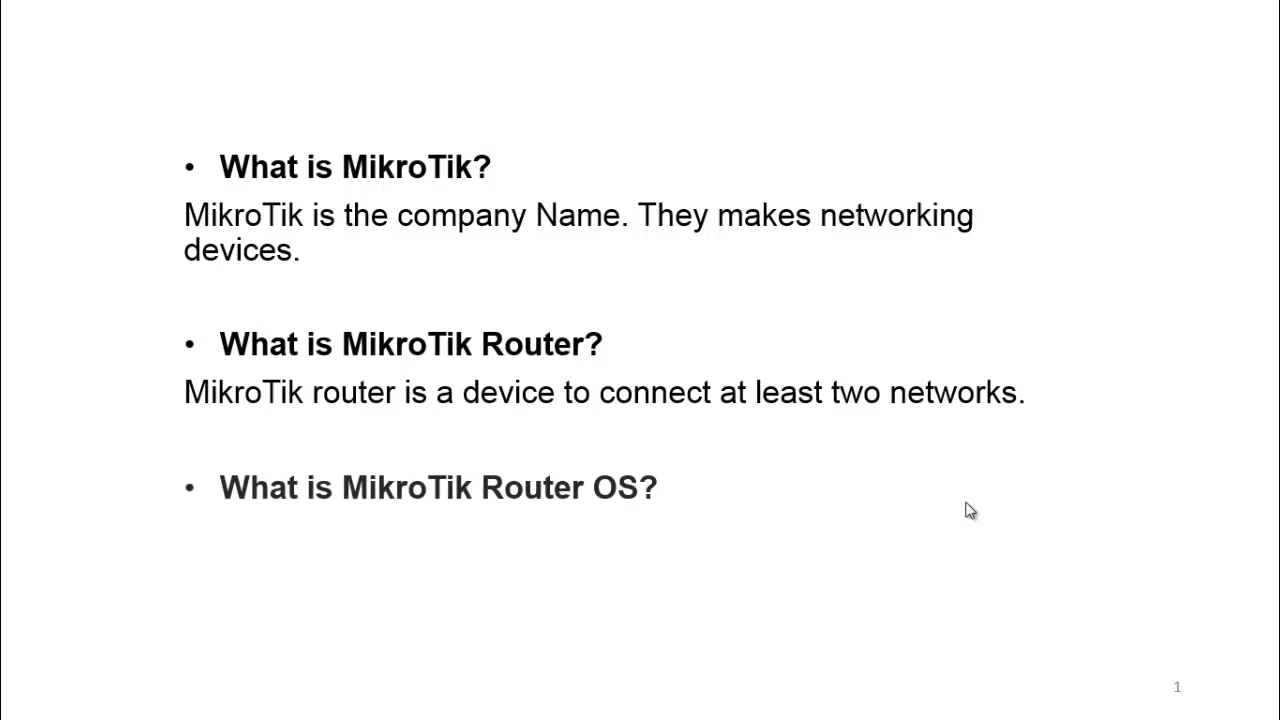 • What is MikroTik?
MikroTik is the company Name. They makes networking
devices.
• What is MikroTik Router?
MikroTik router is a device to connect at least two networks.
• What is MikroTik Router OS?
1